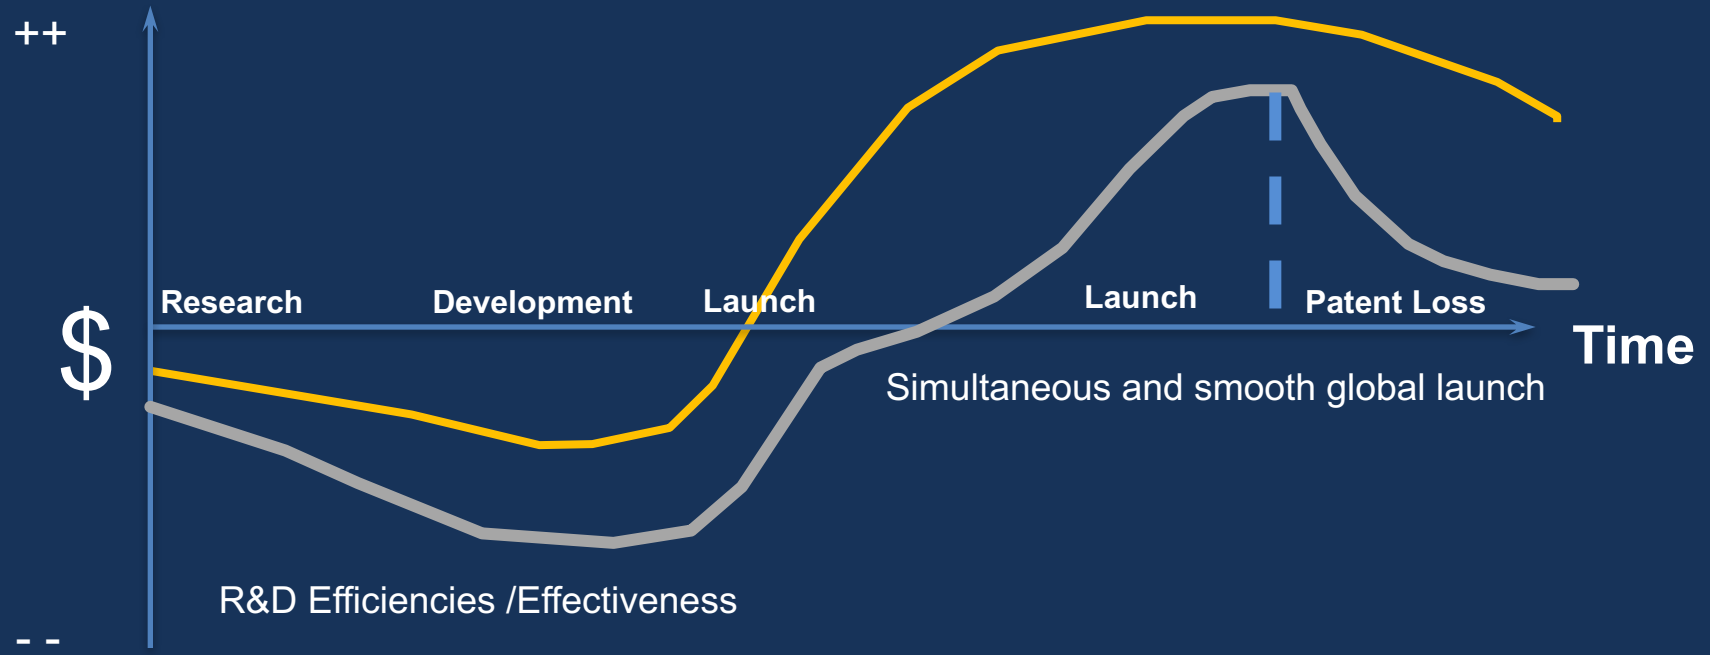 ++
Research
Development
Launch
Launch
Patent Loss
$
Time
Simultaneous and smooth global launch
R&D Efficiencies /Effectiveness
- -